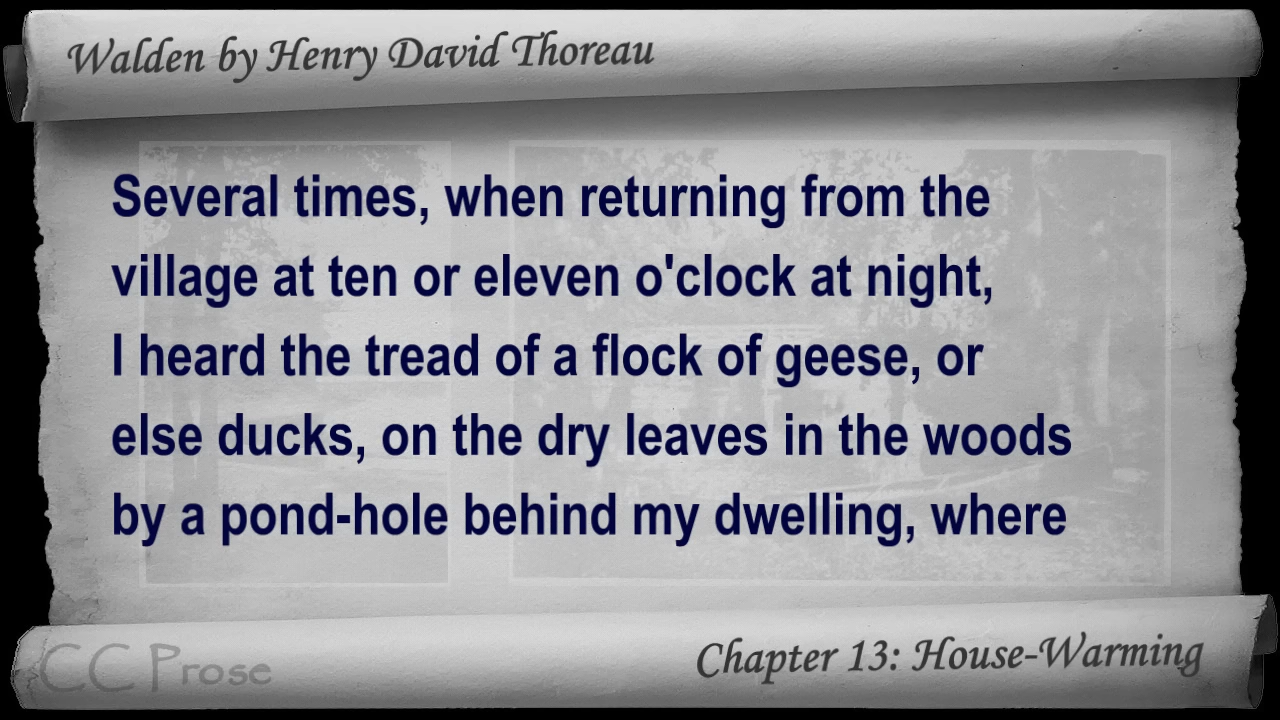 Walden by Henry David Thoreau
Several times, when returning from the
village at ten or eleven o'clock at night,
I heard the tread of a flock of geese, or
else ducks, on the dry leaves in the woods
by a pond-hole behind my dwelling, where
CC Prose
Chapter 13: House-Warming